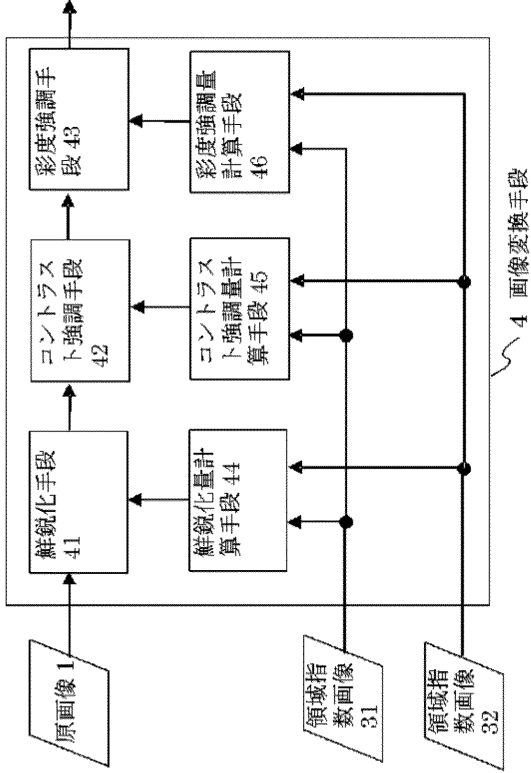 原画像 1
鮮鋭化手段
41
コントラス
ト強調手段
42
彩度強調手
段 43
鮮鋭化量計
算手段 44
コントラス
ト強調量計
算手段 45
彩度強調量
計算手段
46
領域指
数画像
31
領域指
数画像
32
4 画像変換手段